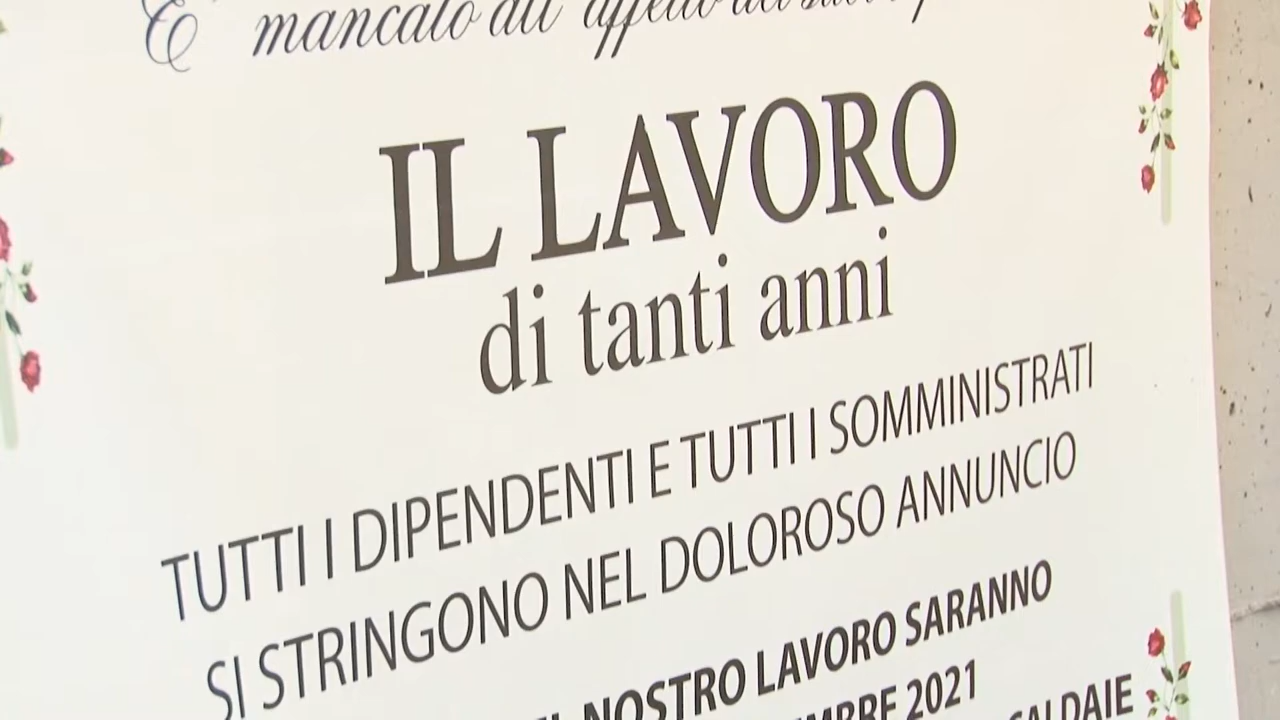 E' mancato all'affetto dei suoi
IL LAVORO
di tanti anni
TUTTI I DIPENDENTI E TUTTI I SOMMINISTRATI
SI STRINGONO NEL DOLOROSO ANNUNCIO
NOSTRO LAVORO SARANNO
2021